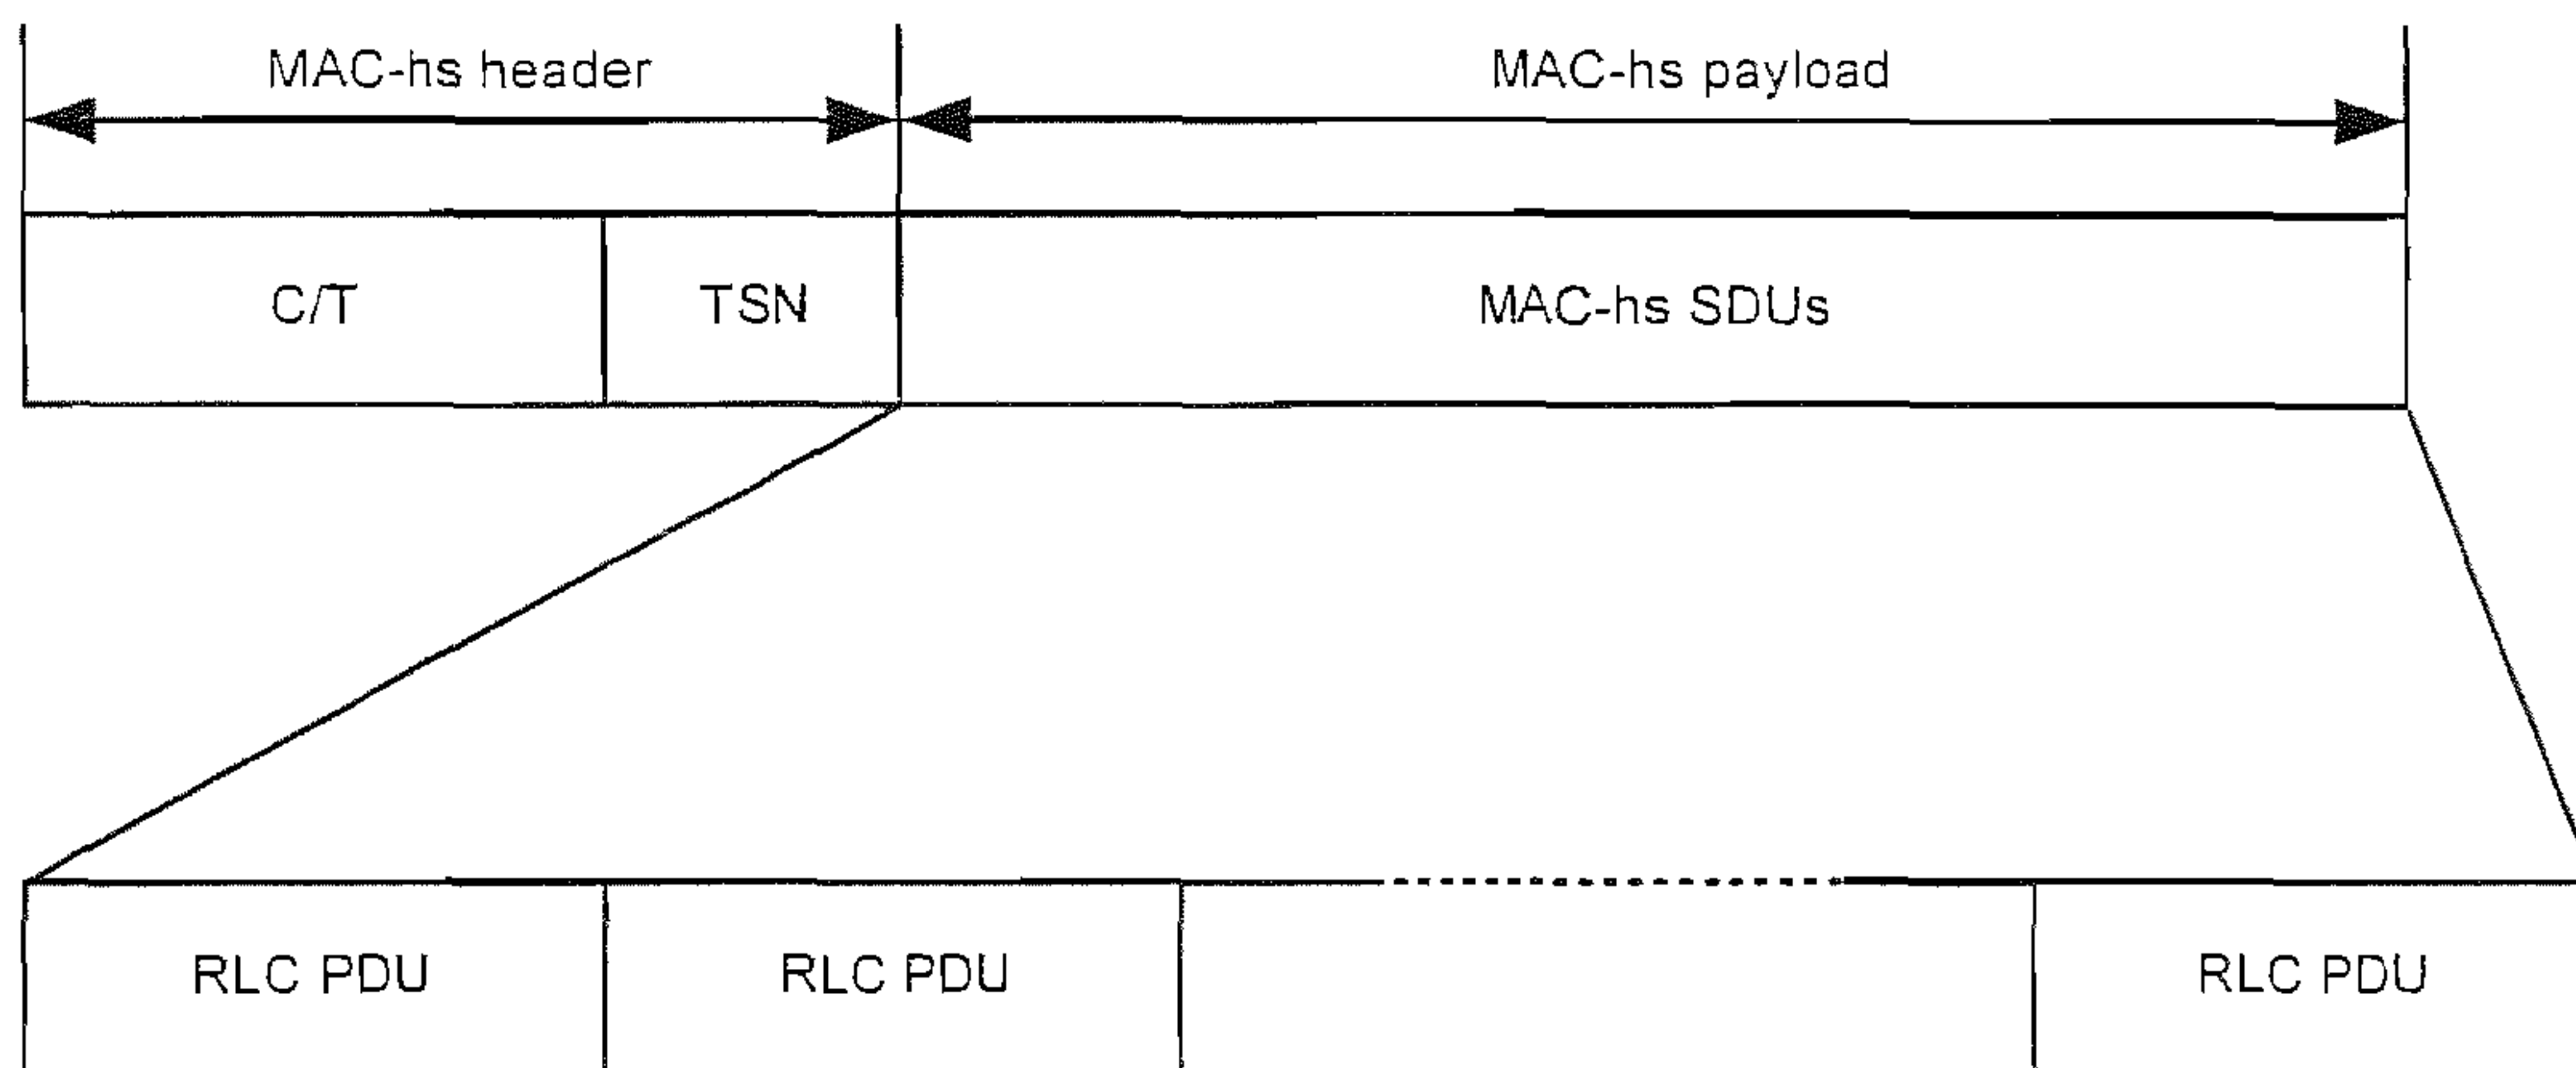 MAC-hs header MAC-hs payload
C/T TSN MAC-hs SDUs
RLC PDU RLC PDU RLC PDU